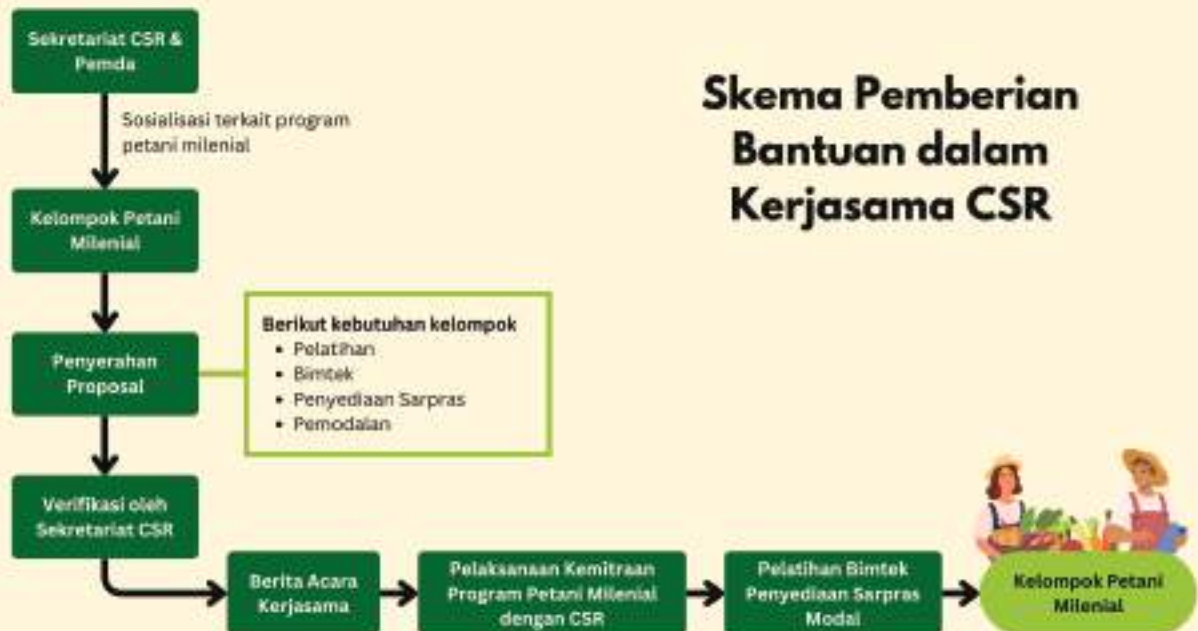 Sekretariat CSR &
Pemda
Skema Pemberian
Bantuan dalam
Kerjasama CSR
Sosialisasi terkait program
petani milenial
Kelompok Petani
Milenial
Penyerahan
Proposal
Berikut kebutuhan kelompok
• Pelatihan
• Bimtek
• Penyediaan Sarpras
• Pemodalan
Verifikasi oleh
Sekretariat CSR
Berita Acara
Kerjasama
Pelaksanaan Kemitraan
Program Petani Milenial
dengan CSR
Pelatihan Bimtek
Penyediaan Sarpras
Modal
Kelompok Petani
Milenial